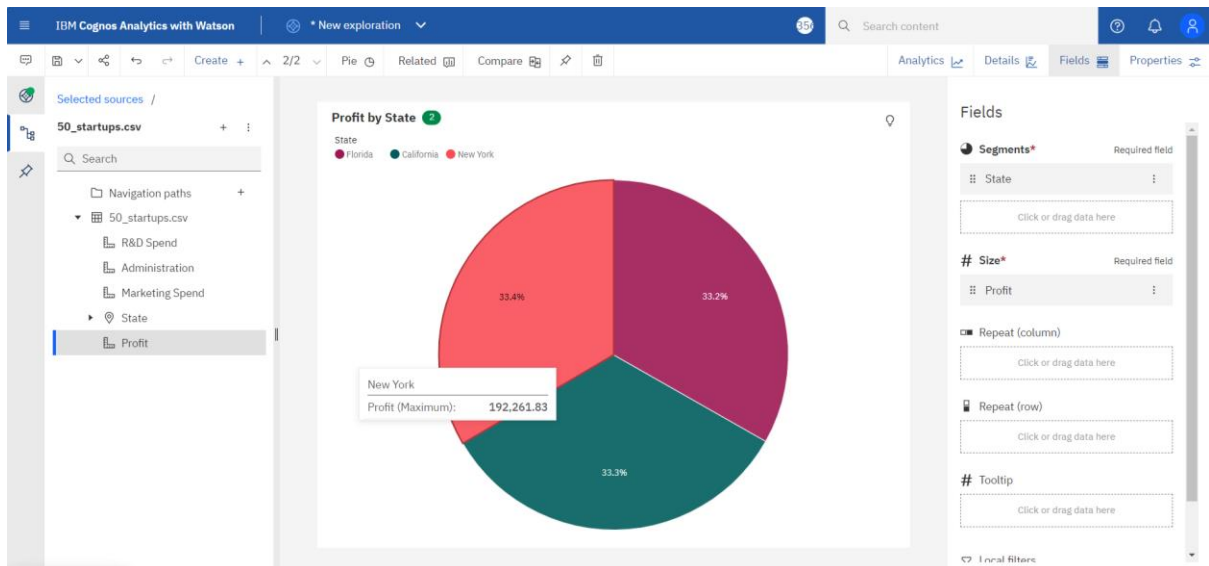 IBM Cognos Analytics with Watson
* New exploration
Search content
Create +
2/2
Pie
Related
Compare
Analytics
Details
Fields
Properties
Selected sources /
50_startups.csv
Search
Navigation paths
50_startups.csv
R&D Spend
Administration
Marketing Spend
State
Profit
Profit by State 2
State
Florida California New York
33.4%
33.2%
33.3%
New York
Profit (Maximum): 192,261.83
Fields
Segments* Required field
State
Click or drag data here
# Size* Required field
Profit
Click or drag data here
Repeat (column)
Click or drag data here
Repeat (row)
Click or drag data here
# Tooltip
Click or drag data here
Local filters